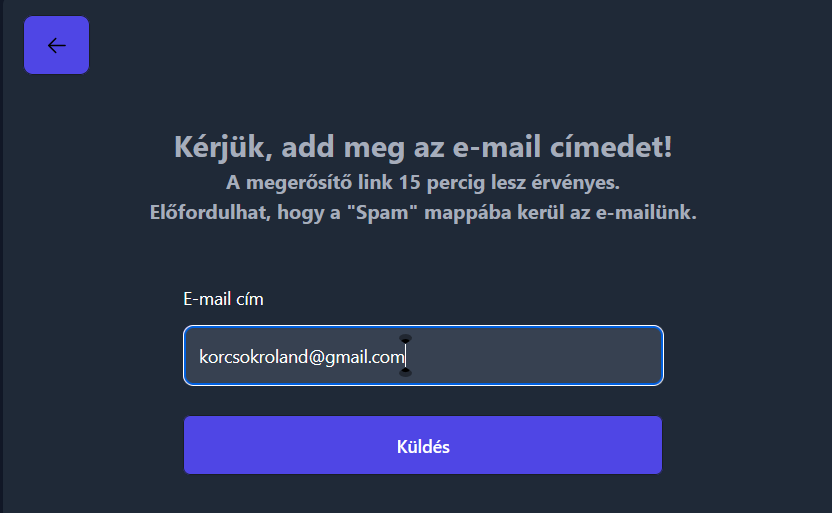 Kérjük, add meg az e-mail címedet!
A megerősítő link 15 percig lesz érvényes.
Előfordulhat, hogy a "Spam" mappába kerül az e-mailünk.
E-mail cím
korcsokroland@gmail.com
Küldés